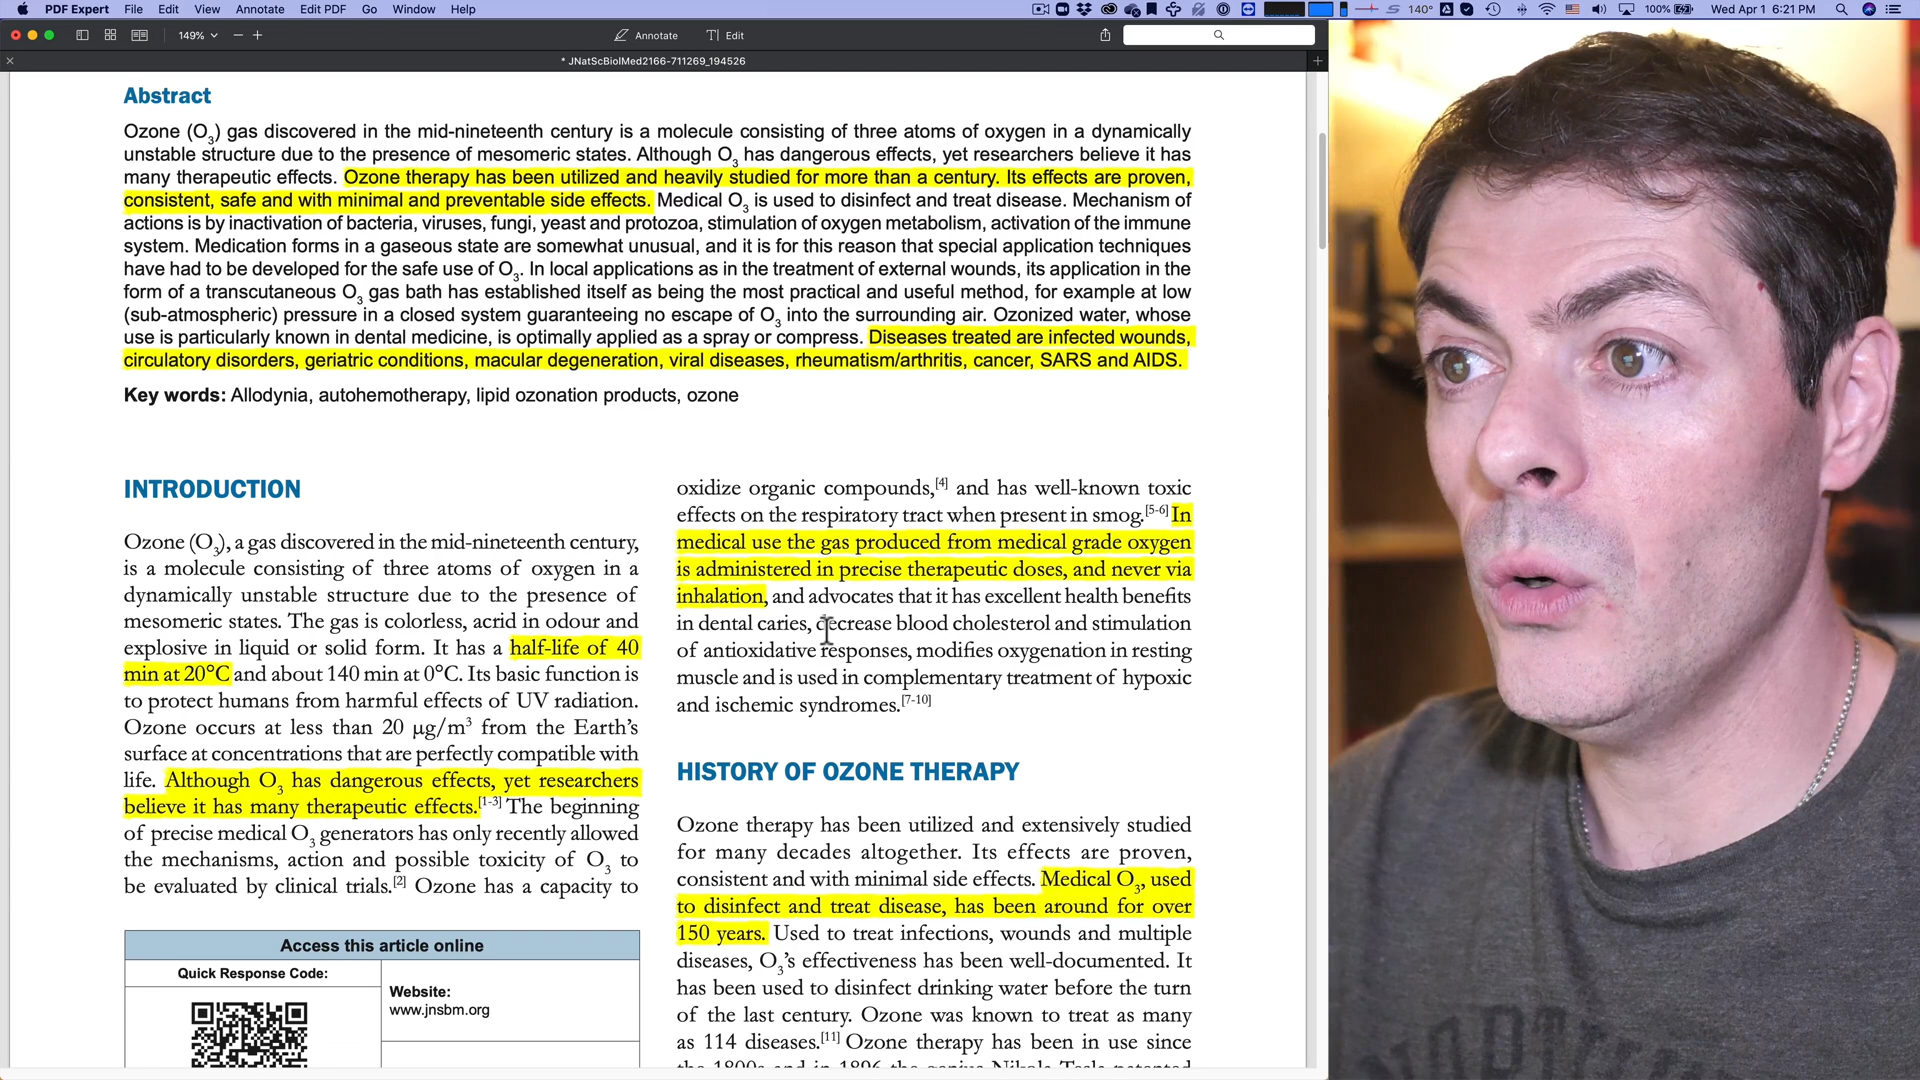 PDF Expert File Edit View Annotate Edit PDF Go Window Help
140° 100% Wed Apr 1 6:21 PM
149% Annotate Edit
* JNatScBiolMed2166-711269_194526
Abstract
Ozone (O3) gas discovered in the mid-nineteenth century is a molecule consisting of three atoms of oxygen in a dynamically
unstable structure due to the presence of mesomeric states. Although O3 has dangerous effects, yet researchers believe it has
many therapeutic effects. Ozone therapy has been utilized and heavily studied for more than a century. Its effects are proven,
consistent, safe and with minimal and preventable side effects. Medical O3 is used to disinfect and treat disease. Mechanism of
actions is by inactivation of bacteria, viruses, fungi, yeast and protozoa, stimulation of oxygen metabolism, activation of the immune
system. Medication forms in a gaseous state are somewhat unusual, and it is for this reason that special application techniques
have had to be developed for the safe use of O3. In local applications as in the treatment of external wounds, its application in the
form of a transcutaneous O3 gas bath has established itself as being the most practical and useful method, for example at low
(sub-atmospheric) pressure in a closed system guaranteeing no escape of O3 into the surrounding air. Ozonized water, whose
use is particularly known in dental medicine, is optimally applied as a spray or compress. Diseases treated are infected wounds,
circulatory disorders, geriatric conditions, macular degeneration, viral diseases, rheumatism/arthritis, cancer, SARS and AIDS.
Key words: Allodynia, autohemotherapy, lipid ozonation products, ozone
INTRODUCTION
Ozone (O3), a gas discovered in the mid-nineteenth century,
is a molecule consisting of three atoms of oxygen in a
dynamically unstable structure due to the presence of
mesomeric states. The gas is colorless, acrid in odour and
explosive in liquid or solid form. It has a half-life of 40
min at 20°C and about 140 min at 0°C. Its basic function is
to protect humans from harmful effects of UV radiation.
Ozone occurs at less than 20 µg/m3 from the Earth's
surface at concentrations that are perfectly compatible with
life. Although O3 has dangerous effects, yet researchers
believe it has many therapeutic effects.[1-3] The beginning
of precise medical O3 generators has only recently allowed
the mechanisms, action and possible toxicity of O3 to
be evaluated by clinical trials.[2] Ozone has a capacity to
Access this article online
Quick Response Code:
Website:
www.jnsbm.org
oxidize organic compounds,[4] and has well-known toxic
effects on the respiratory tract when present in smog.[5-6] In
medical use the gas produced from medical grade oxygen
is administered in precise therapeutic doses, and never via
inhalation, and advocates that it has excellent health benefits
in dental caries, decrease blood cholesterol and stimulation
of antioxidative responses, modifies oxygenation in resting
muscle and is used in complementary treatment of hypoxic
and ischemic syndromes.[7-10]
HISTORY OF OZONE THERAPY
Ozone therapy has been utilized and extensively studied
for many decades altogether. Its effects are proven,
consistent and with minimal side effects. Medical O3, used
to disinfect and treat disease, has been around for over
150 years. Used to treat infections, wounds and multiple
diseases, O3's effectiveness has been well-documented. It
has been used to disinfect drinking water before the turn
of the last century. Ozone was known to treat as many
as 114 diseases.[11] Ozone therapy has been in use since
the 1800s and in 1896 the genius Nikola Tesla patented